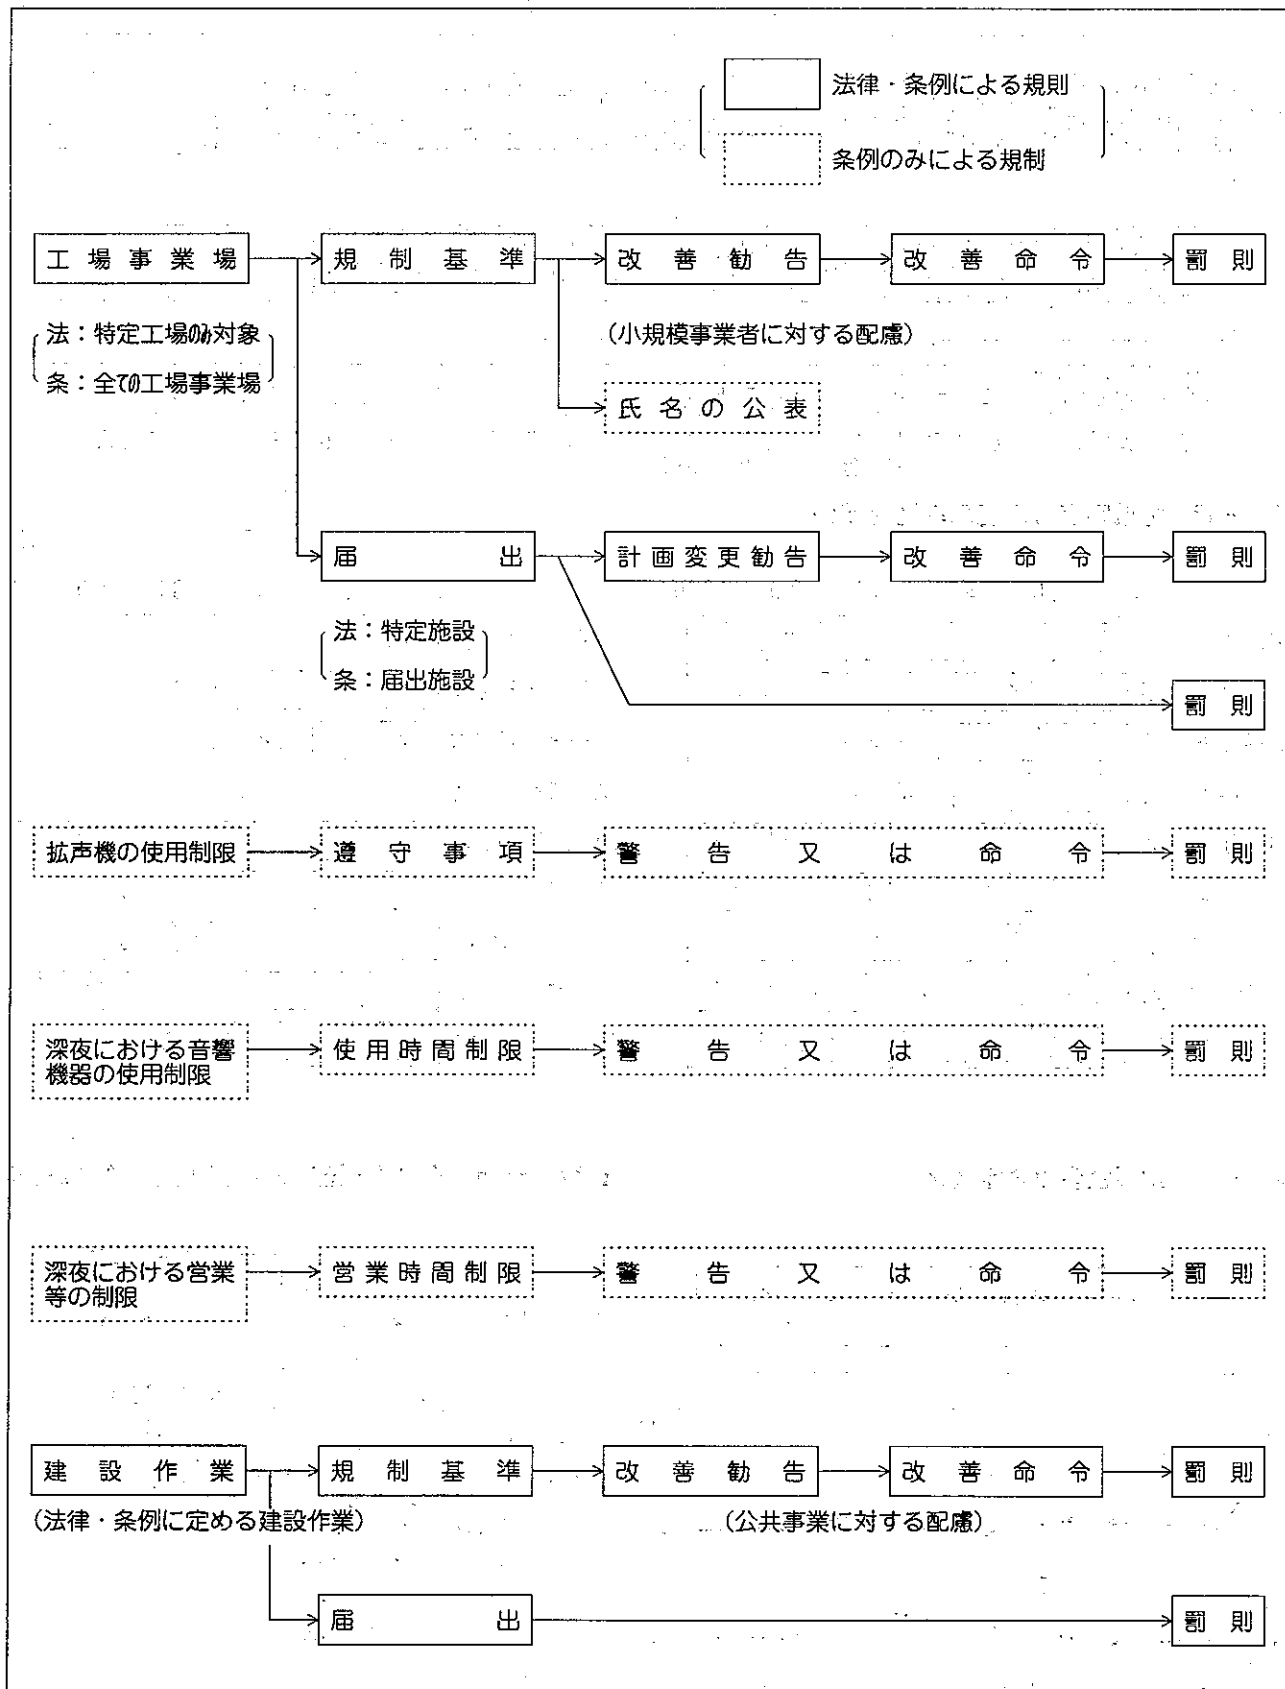 法律・条例による規則
条例のみによる規制
工場事業場 規制基準 改善勧告 改善命令 罰則
法：特定工場のみ対象 (小規模事業者に対する配慮)
条：全ての工場事業場
氏名の公表
届出 計画変更勧告 改善命令 罰則
法：特定施設
条：届出施設
罰則
拡声機の使用制限 遵守事項 警告又は命令 罰則
深夜における音響
機器の使用制限
使用時間制限 警告又は命令 罰則
深夜における営業
等の制限
営業時間制限 警告又は命令 罰則
建設作業 規制基準 改善勧告 改善命令 罰則
(法律・条例に定める建設作業) (公共事業に対する配慮)
届出 罰則